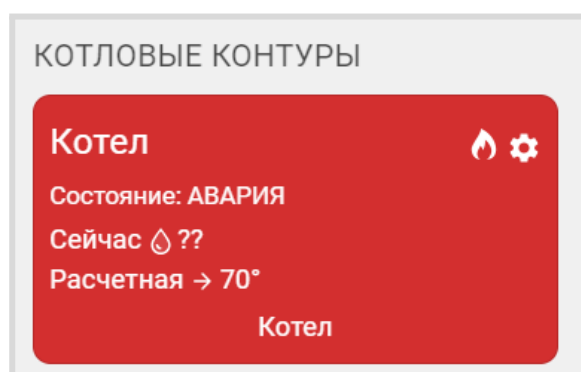 КОТЛОВЫЕ КОНТУРЫ
Котел
Состояние: АВАРИЯ
Сейчас ??
Расчетная → 70°
Котел